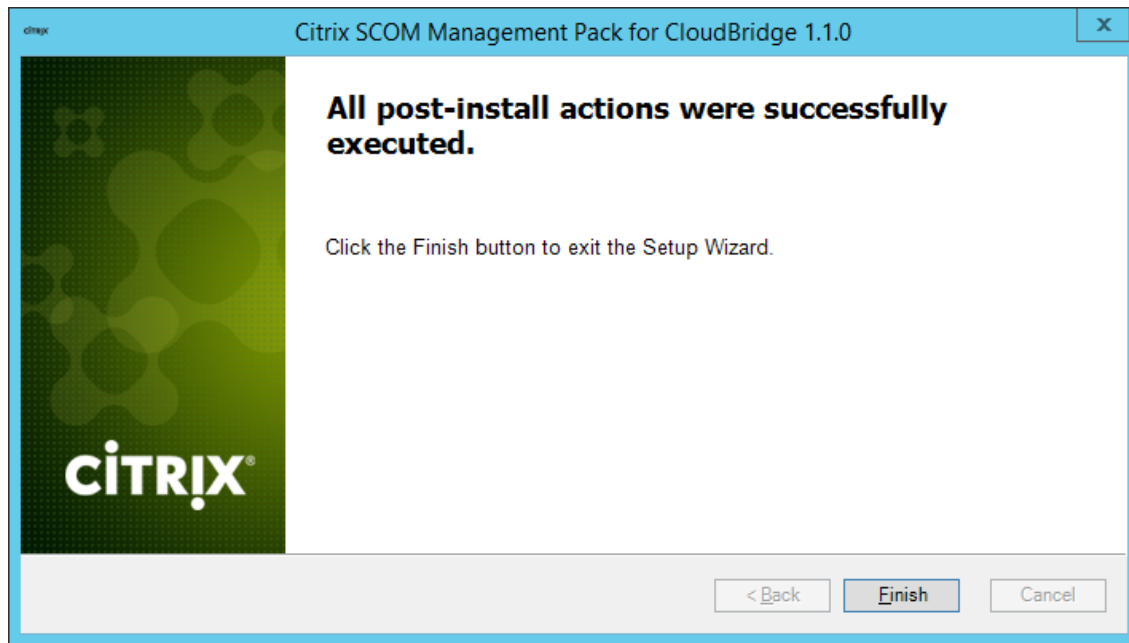 citrix
Citrix SCOM Management Pack for CloudBridge 1.1.0
X
All post-install actions were successfully
executed.
Click the Finish button to exit the Setup Wizard.
CITRIX®
< Back
Finish
Cancel